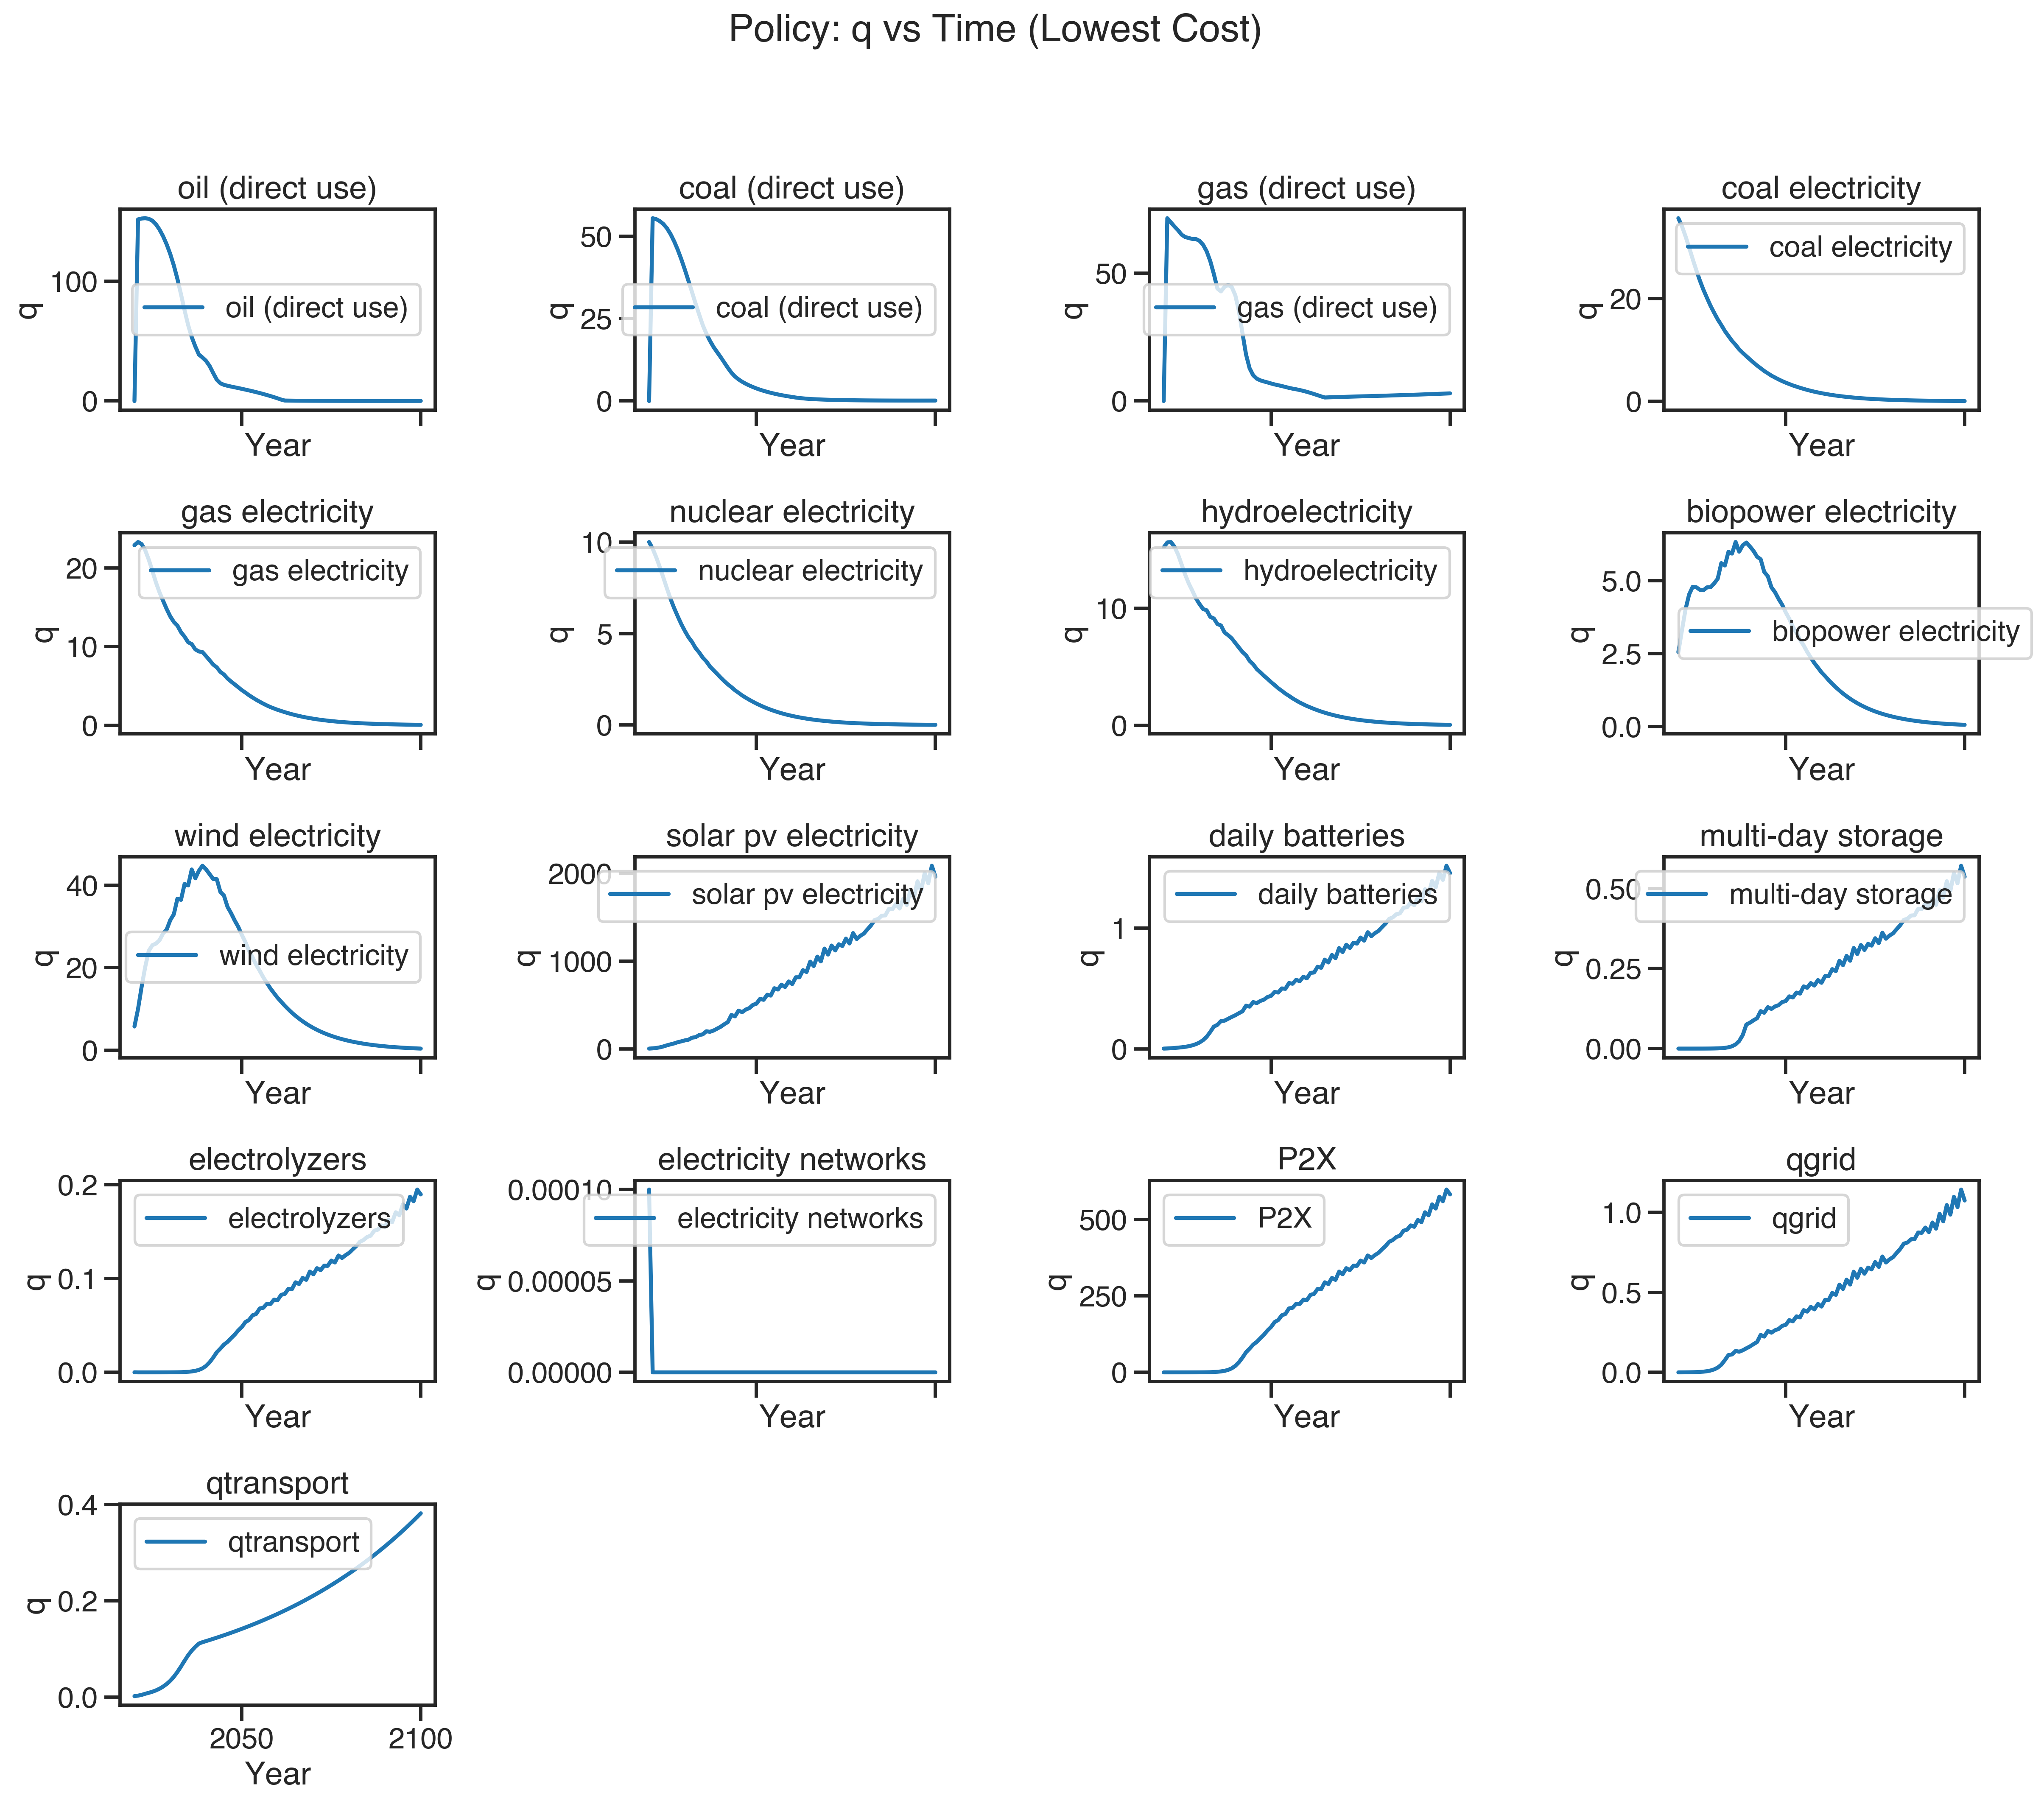 Policy: q vs Time (Lowest Cost)
oil (direct use)
100
0
q
oil (direct use)
Year
coal (direct use)
50
25
0
q
coal (direct use)
Year
gas (direct use)
50
0
q
gas (direct use)
Year
coal electricity
20
0
q
coal electricity
Year
gas electricity
20
10
0
q
gas electricity
Year
nuclear electricity
10
5
0
q
nuclear electricity
Year
hydroelectricity
10
0
q
hydroelectricity
Year
biopower electricity
5.0
2.5
0.0
q
biopower electricity
Year
wind electricity
40
20
0
q
wind electricity
Year
solar pv electricity
2000
1000
0
q
solar pv electricity
Year
daily batteries
1
0
q
daily batteries
Year
multi-day storage
0.50
0.25
0.00
q
multi-day storage
Year
electrolyzers
0.2
0.1
0.0
q
electrolyzers
Year
electricity networks
0.00010
0.00005
0.00000
q
electricity networks
Year
P2X
500
250
0
q
P2X
Year
qgrid
1.0
0.5
0.0
q
qgrid
Year
qtransport
0.4
0.2
0.0
q
qtransport
2050 2100
Year